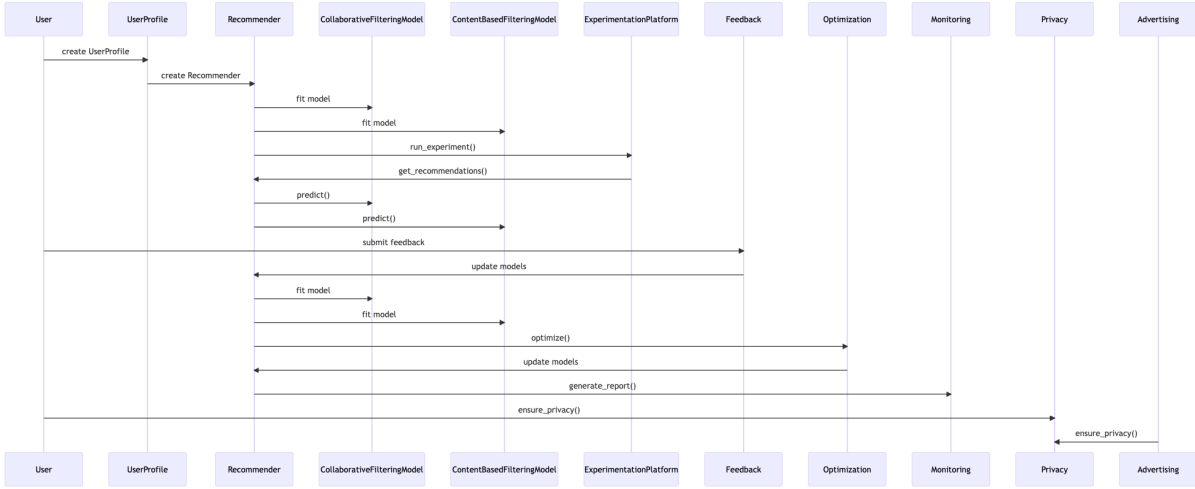 User UserProfile Recommender CollaborativeFilteringModel ContentBasedFilteringModel ExperimentationPlatform Feedback Optimization Monitoring Privacy Advertising
create UserProfile
create Recommender
fit model
fit model
run_experiment()
get_recommendations()
predict()
predict()
submit feedback
update models
fit model
fit model
optimize()
update models
generate_report()
ensure_privacy()
ensure_privacy()
User UserProfile Recommender CollaborativeFilteringModel ContentBasedFilteringModel ExperimentationPlatform Feedback Optimization Monitoring Privacy Advertising